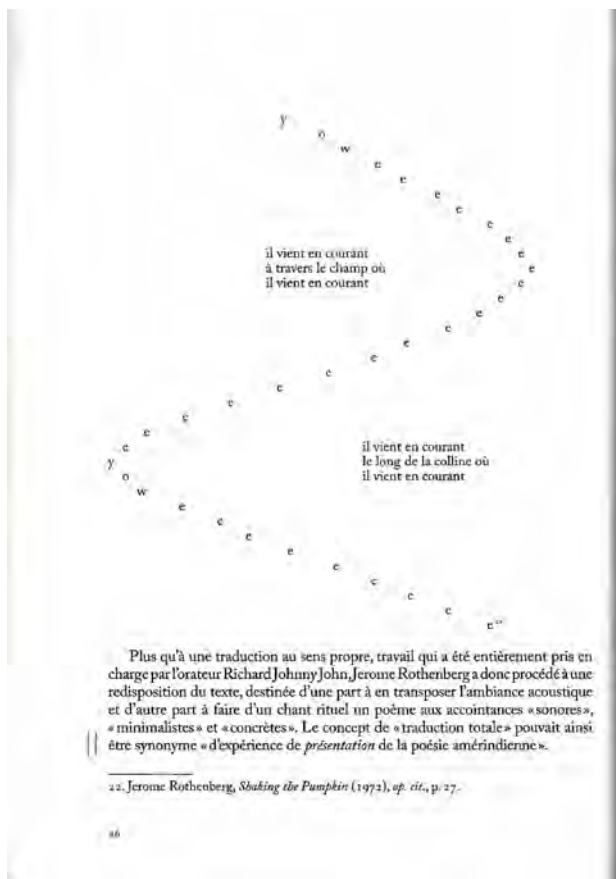 y
o
w
e
e
e
e
e
e
il vient en courant e
à travers le champ où e
il vient en courant e
e
e
e
e
e
e
e
e
e
e
e il vient en courant
y le long de la colline où
o il vient en courant
w
e
e
e
e
e
e
e
e
e²²
Plus qu'à une traduction au sens propre, travail qui a été entièrement pris en
charge par l'orateur Richard Johnny John, Jerome Rothenberg a donc procédé à une
redisposition du texte, destinée d'une part à en transposer l'ambiance acoustique
et d'autre part à faire d'un chant rituel un poème aux accointances « sonores »,
« minimalistes » et « concrètes ». Le concept de « traduction totale » pouvait ainsi
être synonyme « d'expérience de présentation de la poésie amérindienne ».
22. Jerome Rothenberg, Shaking the Pumpkin (1972), op. cit., p. 27.
26